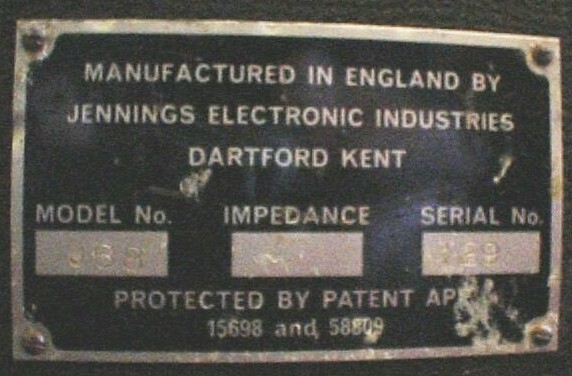 MANUFACTURED IN ENGLAND BY
JENNINGS ELECTRONIC INDUSTRIES
DARTFORD KENT
MODEL No. IMPEDANCE SERIAL No.
PROTECTED BY PATENT
15698 and 58809